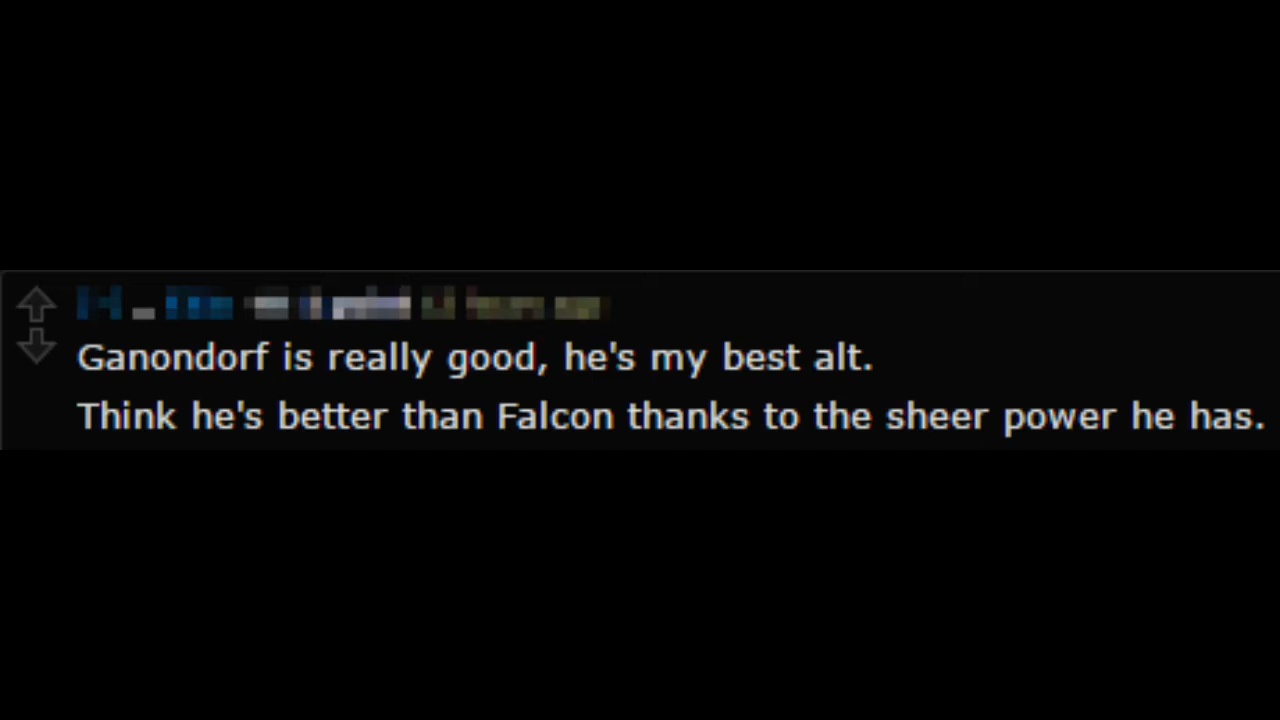 Ganondorf is really good, he's my best alt.
Think he's better than Falcon thanks to the sheer power he has.